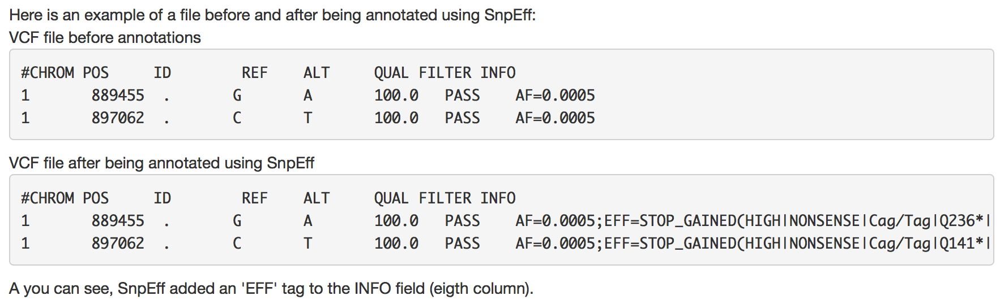 Here is an example of a file before and after being annotated using SnpEff:
VCF file before annotations
#CHROM POS     ID        REF    ALT     QUAL FILTER INFO
1       889455  .       G       A       100.0   PASS    AF=0.0005
1       897062  .       C       T       100.0   PASS    AF=0.0005
VCF file after being annotated using SnpEff
#CHROM POS     ID        REF    ALT     QUAL FILTER INFO
1       889455  .       G       A       100.0   PASS    AF=0.0005;EFF=STOP_GAINED(HIGH|NONSENSE|Cag/Tag|Q236*|
1       897062  .       C       T       100.0   PASS    AF=0.0005;EFF=STOP_GAINED(HIGH|NONSENSE|Cag/Tag|Q141*|
A you can see, SnpEff added an 'EFF' tag to the INFO field (eigth column).